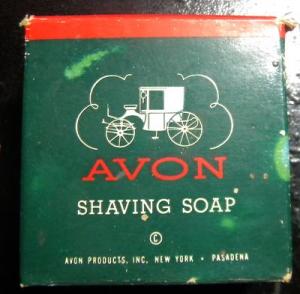 AVON
SHAVING SOAP
©
AVON PRODUCTS, INC. NEW YORK • PASADENA